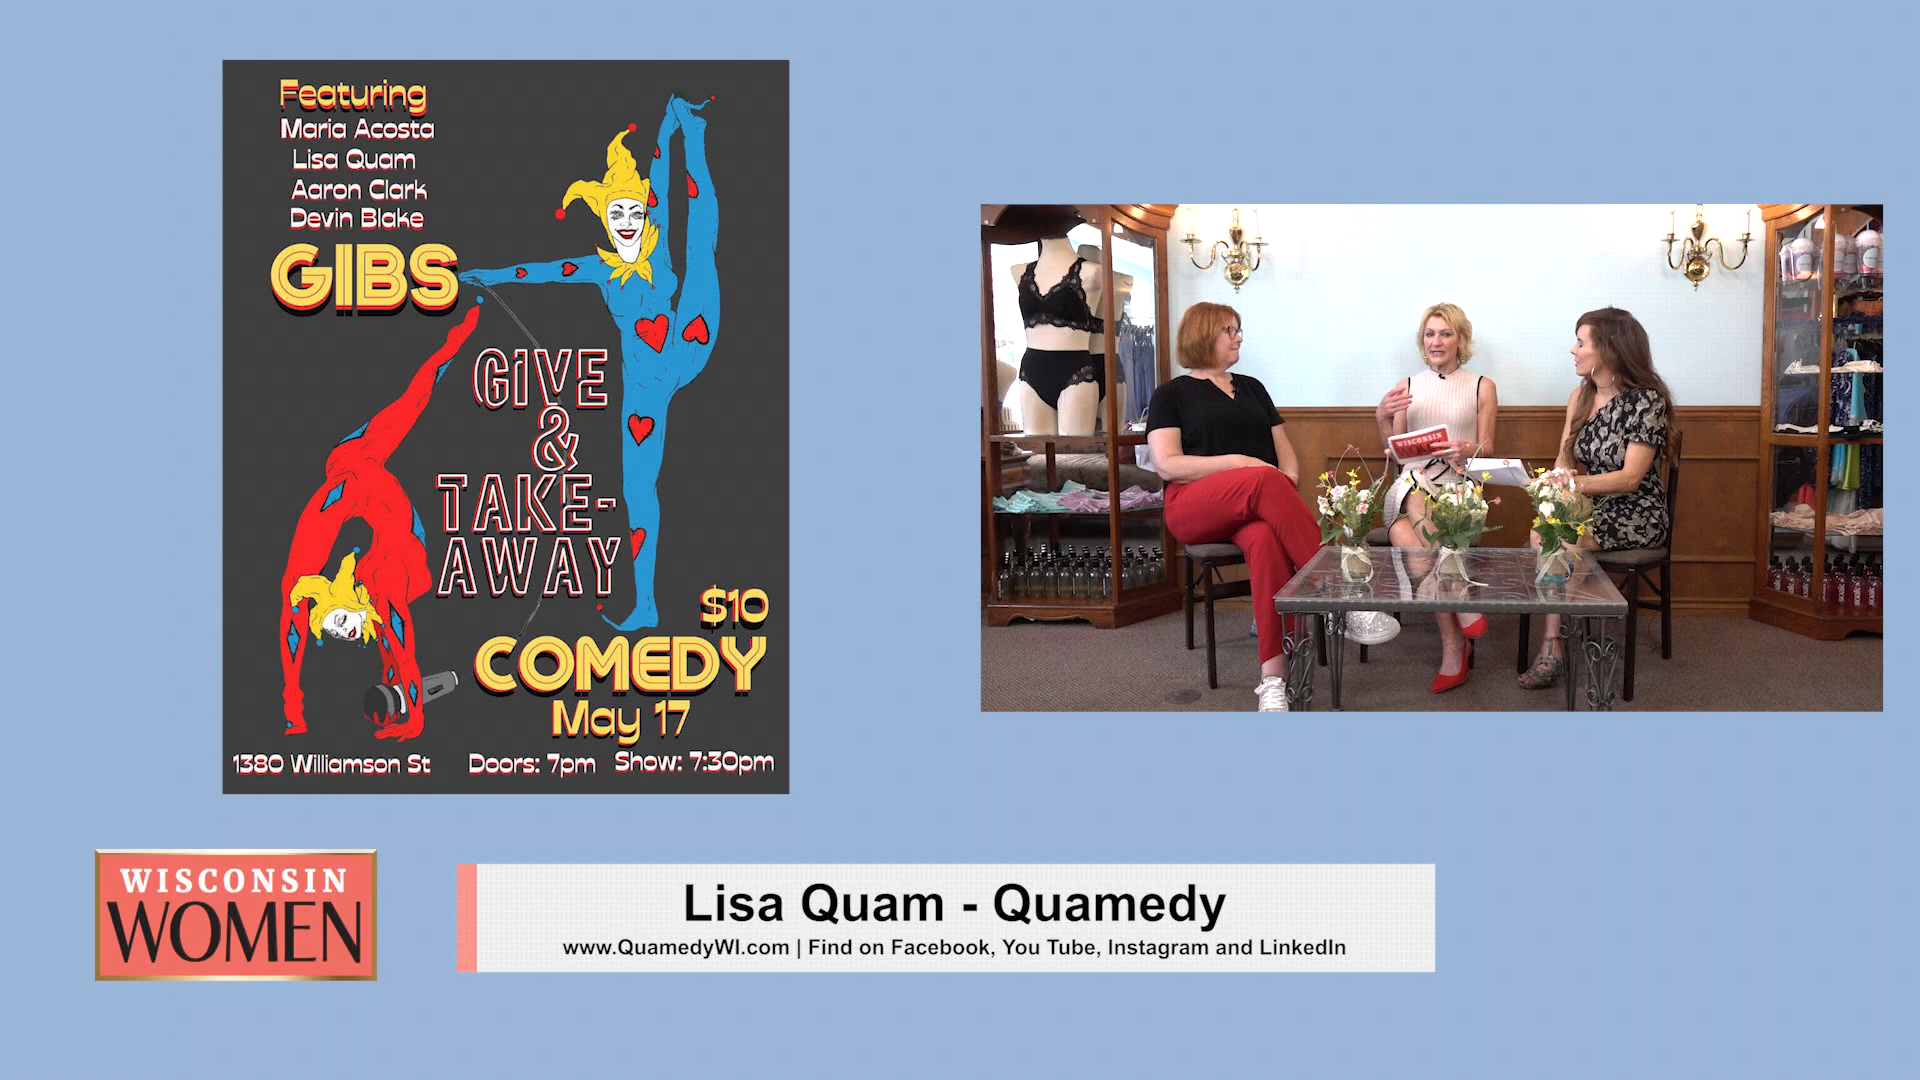 Featuring
Maria Acosta
Lisa Quam
Aaron Clark
Devin Blake
GIBS
GIVE
&
TAKE-
AWAY
$10
COMEDY
May 17
1380 Williamson St Doors: 7pm Show: 7:30pm
WISCONSIN
WOMEN
WISCONSIN
WOMEN
Lisa Quam - Quamedy
www.QuamedyWI.com | Find on Facebook, You Tube, Instagram and LinkedIn